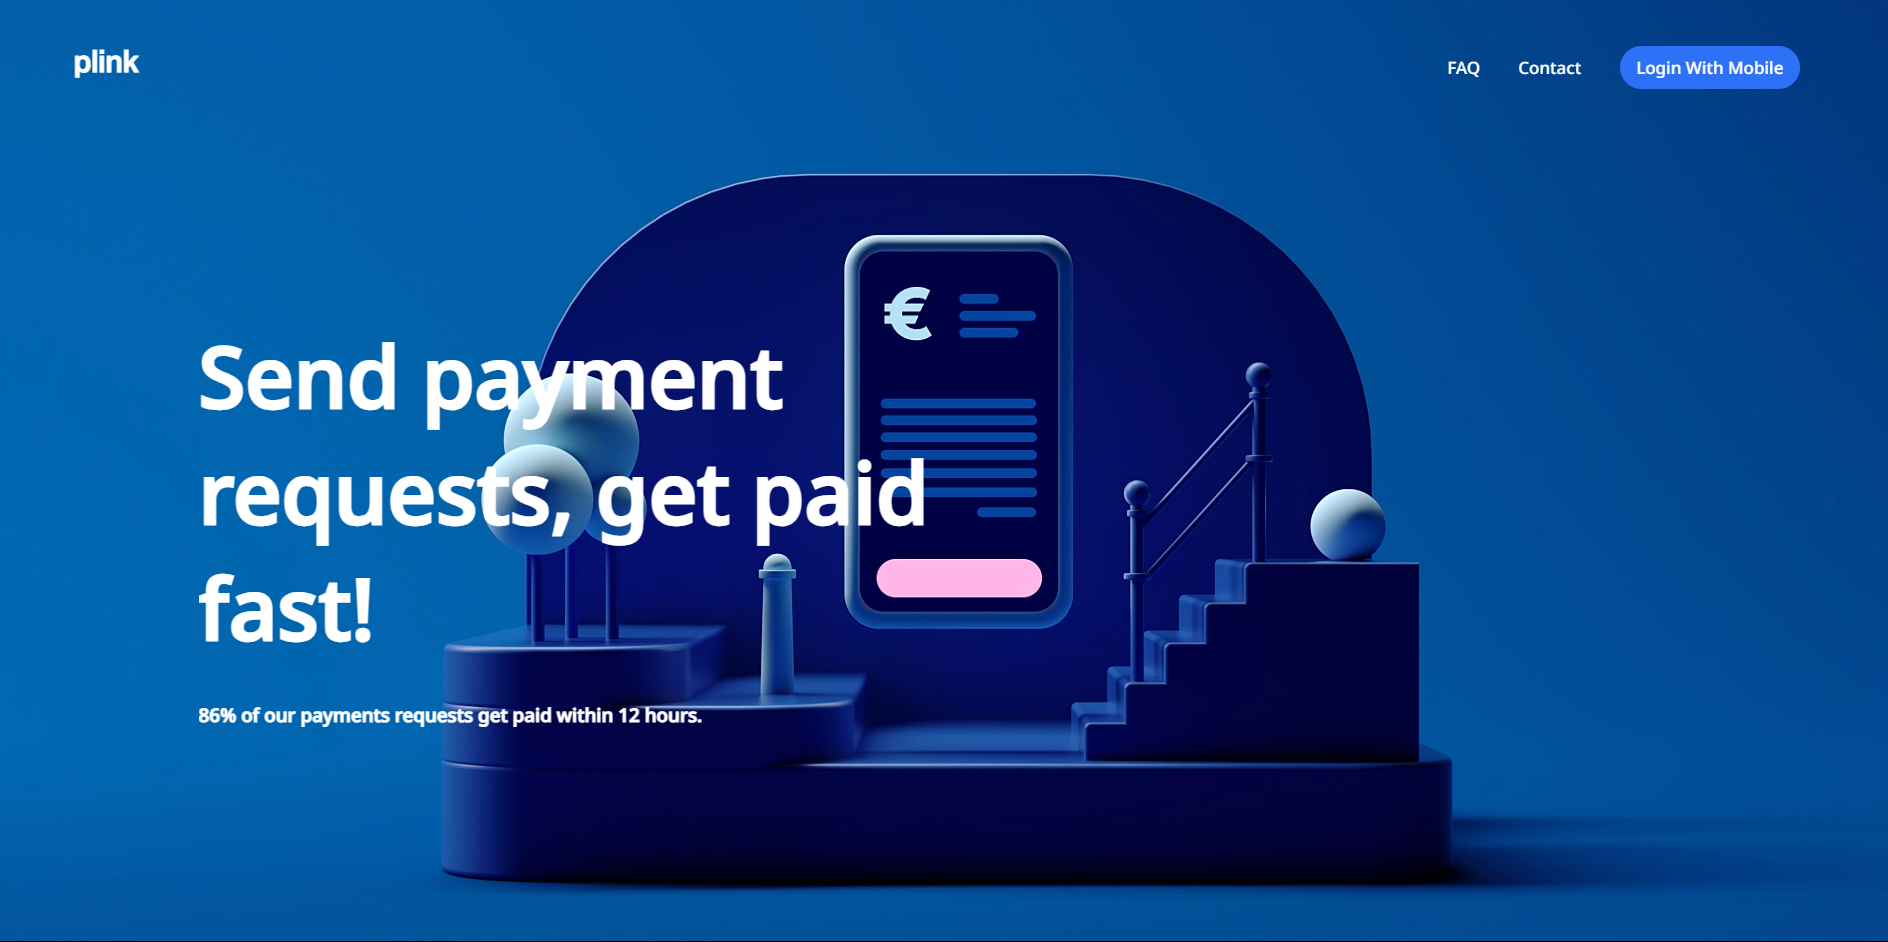 plink
FAQ
Contact
Login With Mobile
€
Send payment
requests, get paid
fast!
86% of our payments requests get paid within 12 hours.